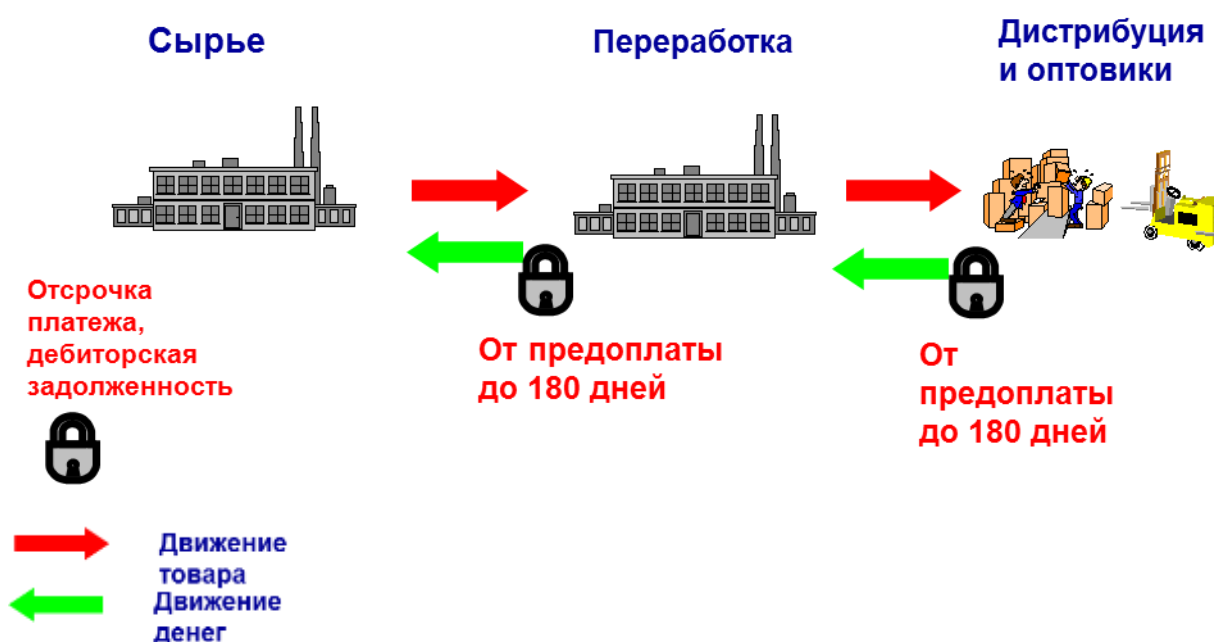 Сырье
Переработка
Дистрибуция
и оптовики
Отсрочка
платежа,
дебиторская
задолженность
От предоплаты
до 180 дней
От
предоплаты
до 180 дней
Движение
товара
Движение
денег